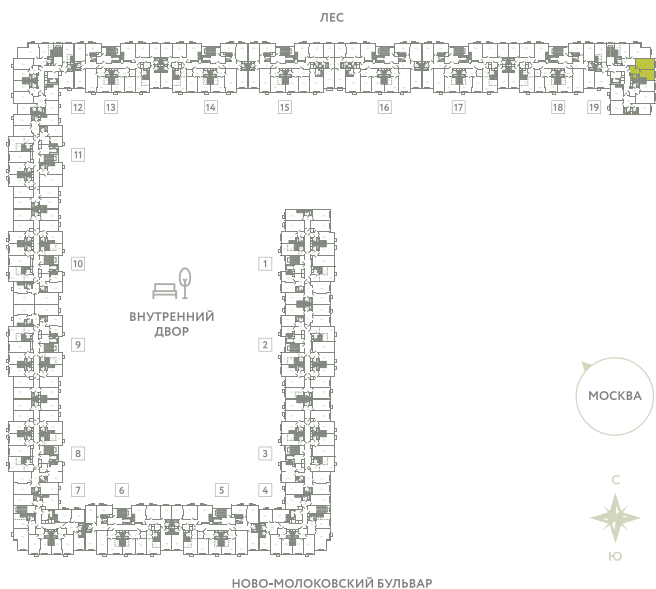 ЛЕС
12 13 14 15 16 17 18 19
11
10 1
ВНУТРЕННИЙ
ДВОР
9 2
МОСКВА
8 3
7 6 5 4
С
Ю
НОВО-МОЛОКОВСКИЙ БУЛЬВАР